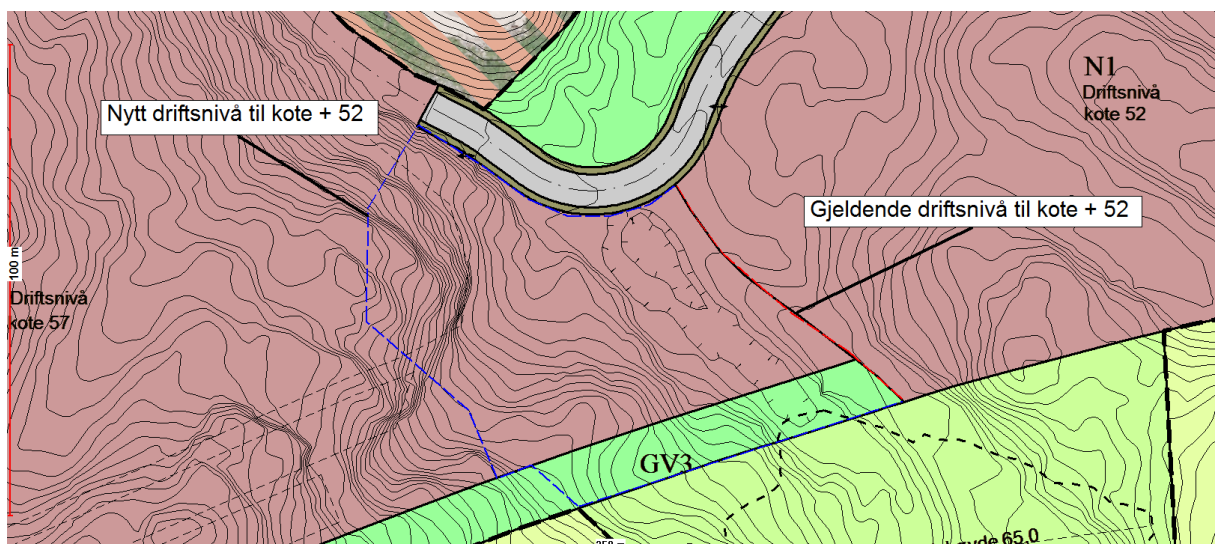 N1
Driftsnivå
kote 52
Nytt driftsnivå til kote + 52
Gjeldende driftsnivå til kote + 52
100 m
Driftsnivå
kote 57
GV3
65,0